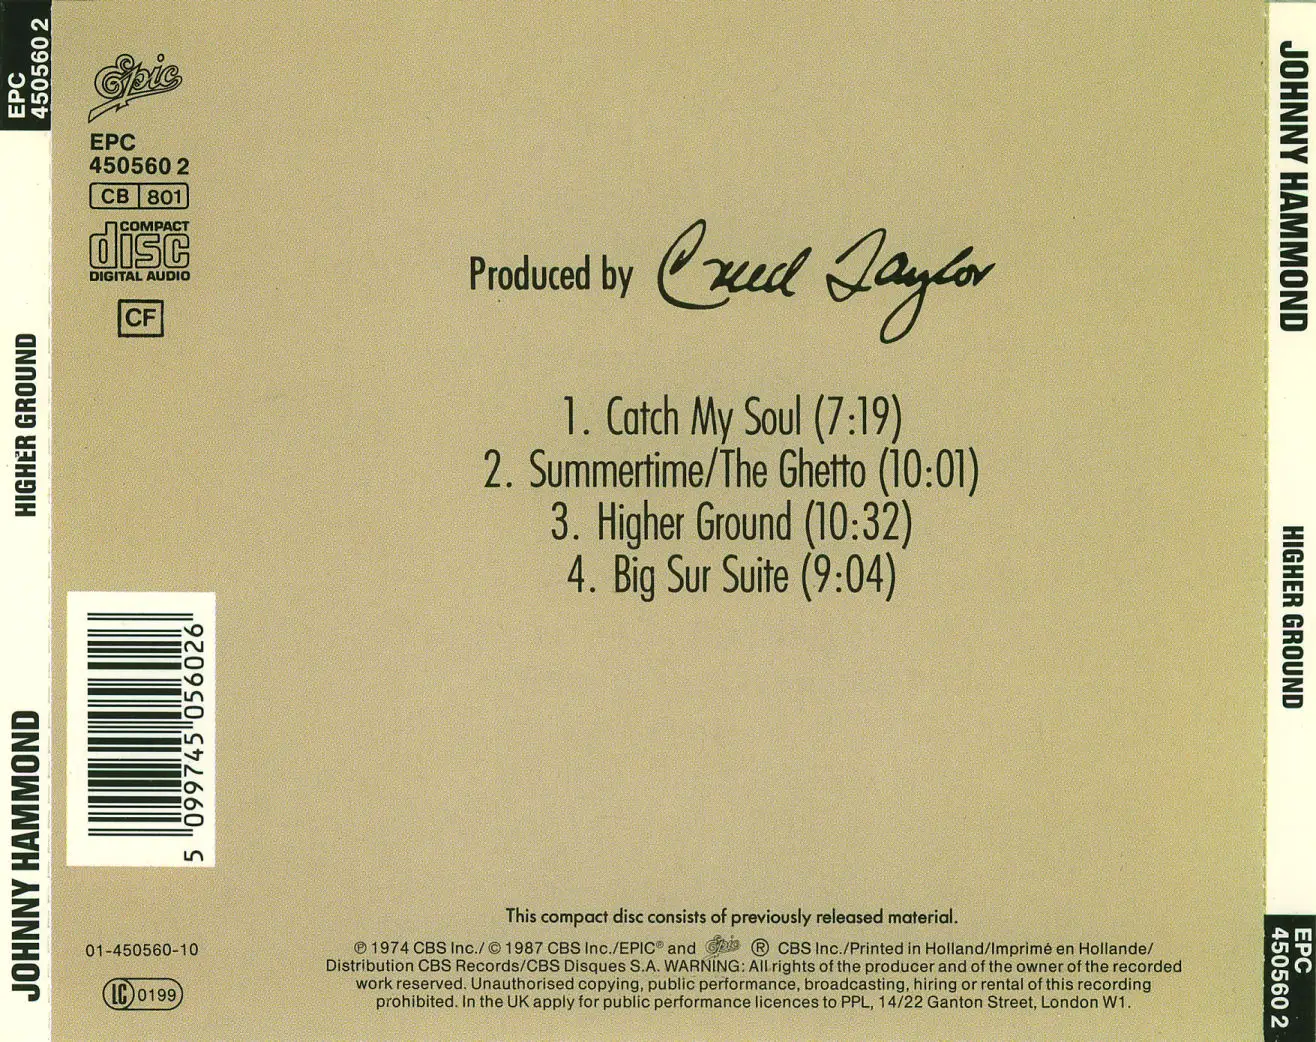 EPC
450560 2
HIGHER GROUND
JOHNNY HAMMOND
Epic
EPC
450560 2
CB 801
COMPACT
disc
DIGITAL AUDIO
CF
Produced by Creed Taylor
1. Catch My Soul (7:19)
2. Summertime/The Ghetto (10:01)
3. Higher Ground (10:32)
4. Big Sur Suite (9:04)
5 099745 056026
01-450560-10
LC 0199
This compact disc consists of previously released material.
℗ 1974 CBS Inc./ © 1987 CBS Inc./EPIC® and Epic ® CBS Inc./Printed in Holland/Imprimé en Hollande/
Distribution CBS Records/CBS Disques S.A. WARNING: All rights of the producer and of the owner of the recorded
work reserved. Unauthorised copying, public performance, broadcasting, hiring or rental of this recording
prohibited. In the UK apply for public performance licences to PPL, 14/22 Ganton Street, London W1.
JOHNNY HAMMOND
HIGHER GROUND
EPC
450560 2